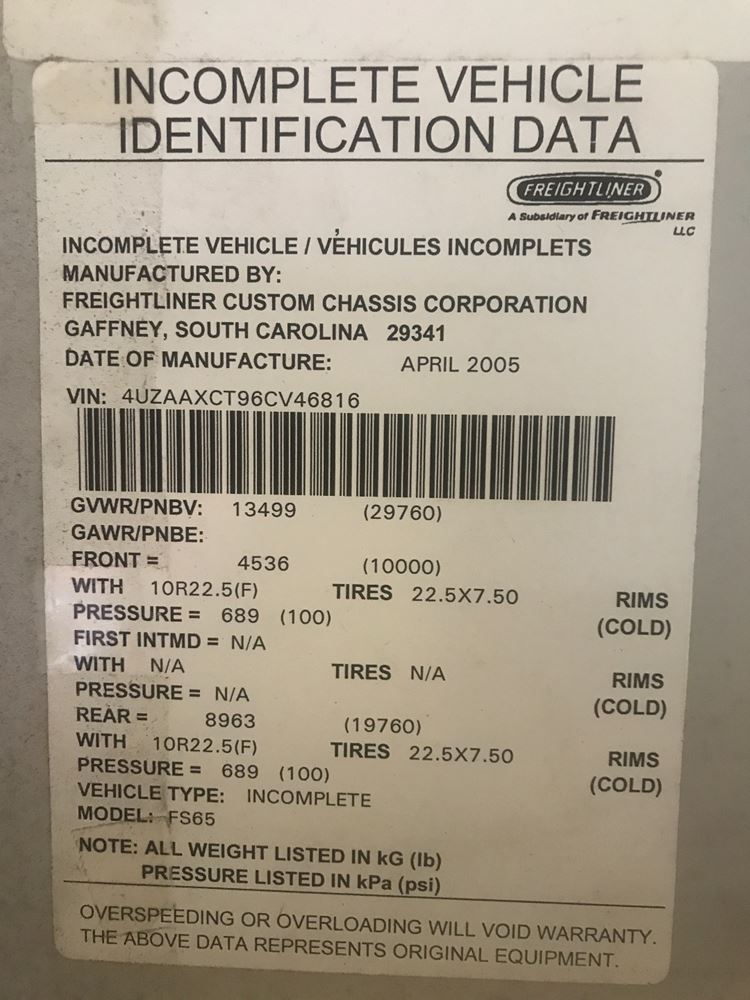 INCOMPLETE VEHICLE
IDENTIFICATION DATA
FREIGHTLINER
A Subsidiary of FREIGHTLINER
LLC
INCOMPLETE VEHICLE / VÉHICULES INCOMPLETS
MANUFACTURED BY:
FREIGHTLINER CUSTOM CHASSIS CORPORATION
GAFFNEY, SOUTH CAROLINA 29341
DATE OF MANUFACTURE: APRIL 2005
VIN: 4UZAAXCT96CV46816
GVWR/PNBV: 13499 (29760)
GAWR/PNBE:
FRONT = 4536 (10000)
WITH 10R22.5(F) TIRES 22.5X7.50 RIMS
PRESSURE = 689 (100) (COLD)
FIRST INTMD = N/A
WITH N/A TIRES N/A RIMS
PRESSURE = N/A (COLD)
REAR = 8963 (19760)
WITH 10R22.5(F) TIRES 22.5X7.50 RIMS
PRESSURE = 689 (100) (COLD)
VEHICLE TYPE: INCOMPLETE
MODEL: FS65
NOTE: ALL WEIGHT LISTED IN kG (lb)
PRESSURE LISTED IN kPa (psi)
OVERSPEEDING OR OVERLOADING WILL VOID WARRANTY.
THE ABOVE DATA REPRESENTS ORIGINAL EQUIPMENT.